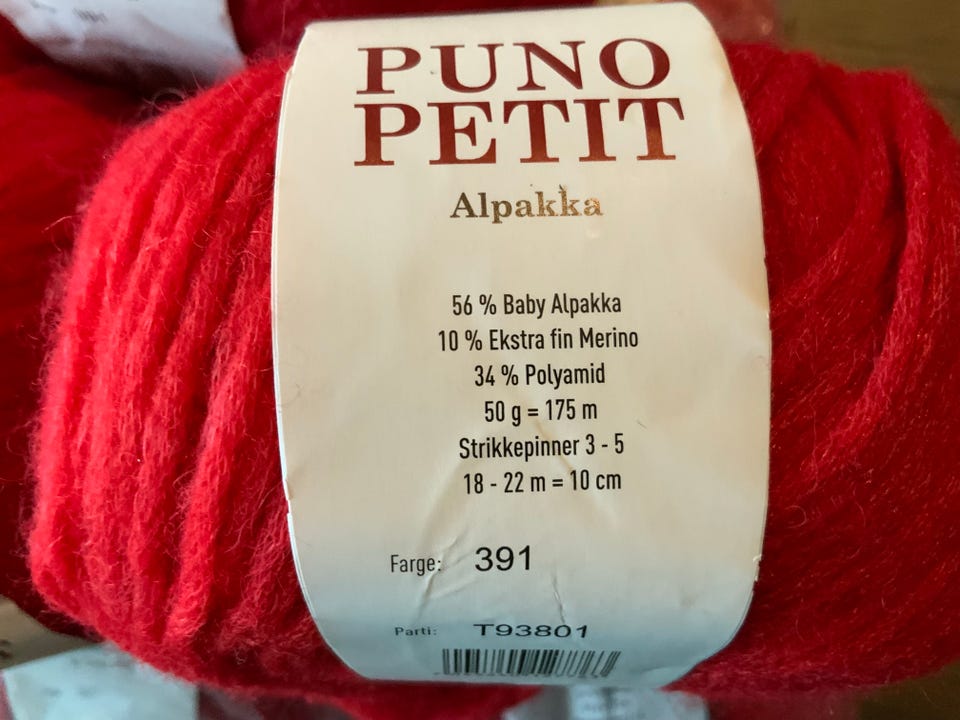 PUNO
PETIT
Alpakka
56 % Baby Alpakka
10 % Ekstra fin Merino
34 % Polyamid
50 g = 175 m
Strikkepinner 3 - 5
18 - 22 m = 10 cm
Farge: 391
Parti: T93801